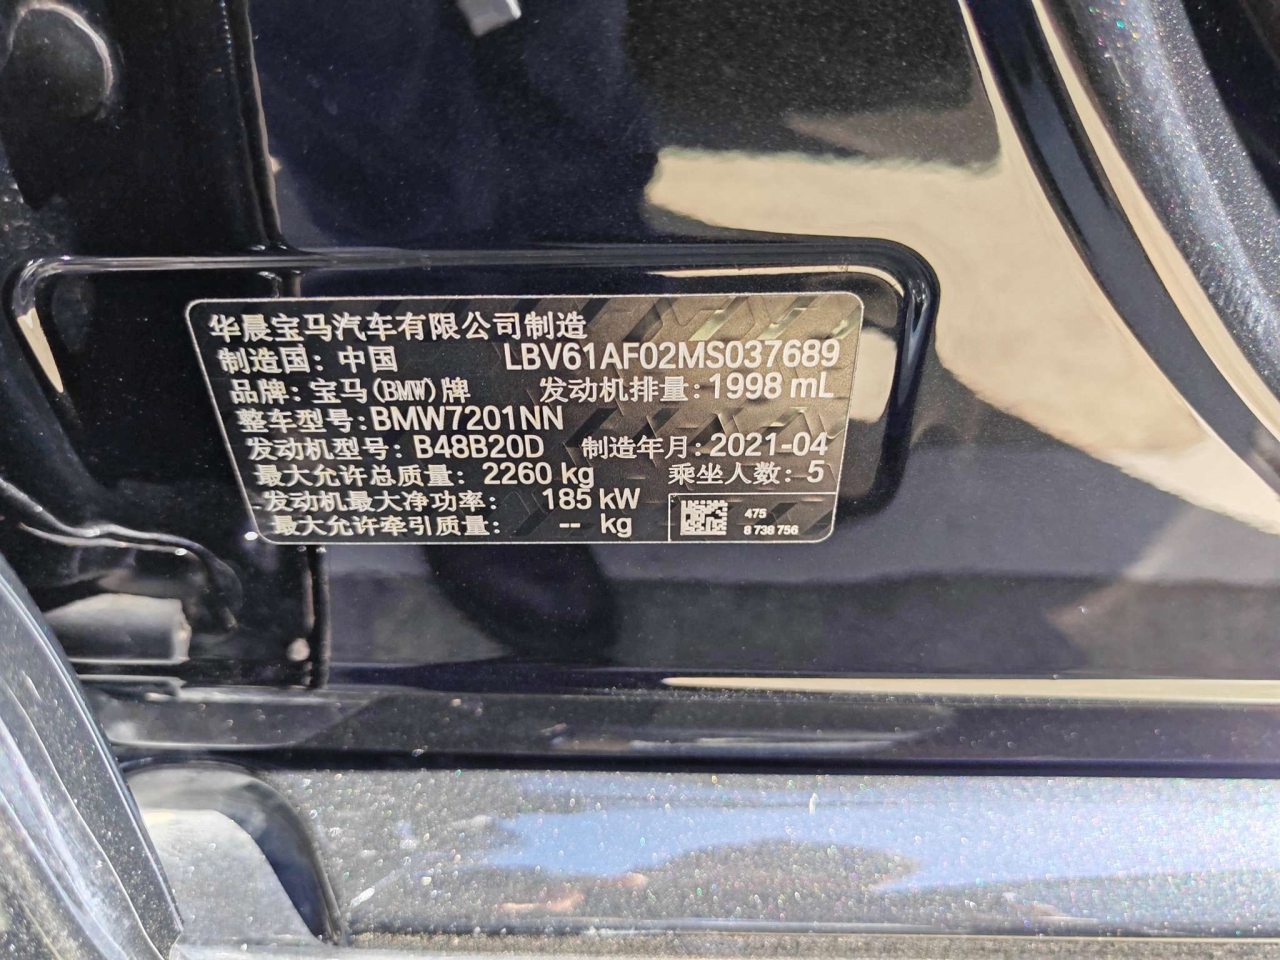 华晨宝马汽车有限公司制造
制造国：中国 LBV61AF02MS037689
品牌：宝马(BMW)牌 发动机排量：1998 mL
整车型号：BMW7201NN
发动机型号：B48B20D 制造年月：2021-04
最大允许总质量：2260 kg 乘坐人数：5
发动机最大净功率：185 kW
最大允许牵引质量：-- kg
475
8 738 756